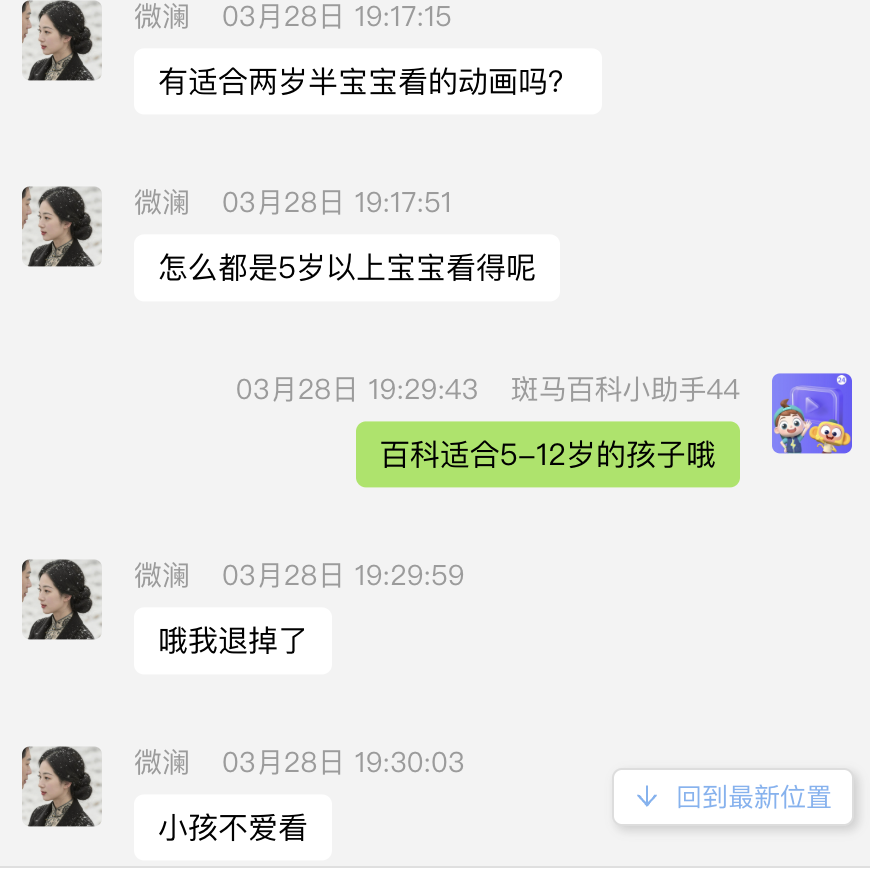 微澜 03月28日 19:17:15
有适合两岁半宝宝看的动画吗?
微澜 03月28日 19:17:51
怎么都是5岁以上宝宝看得呢
03月28日 19:29:43 斑马百科小助手44
24
百科适合5-12岁的孩子哦
微澜 03月28日 19:29:59
哦我退掉了
微澜 03月28日 19:30:03
小孩不爱看
回到最新位置